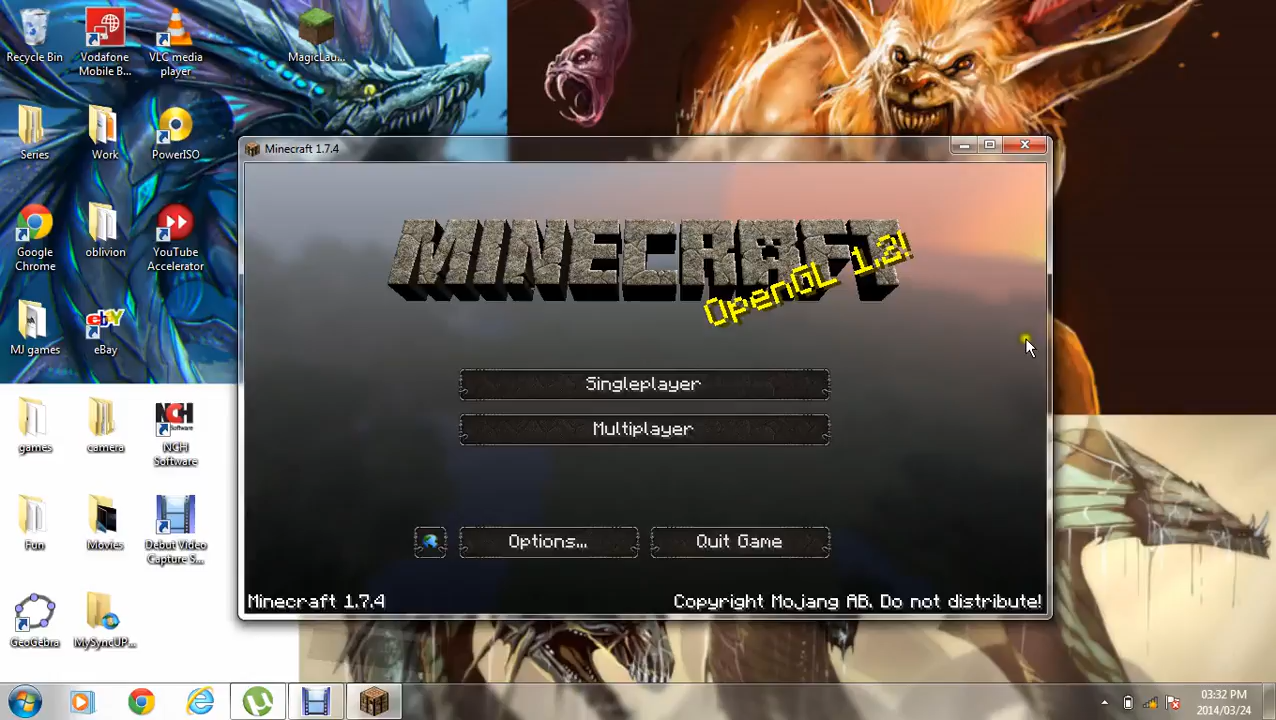 Recycle Bin
Vodafone
Mobile B...
VLC media
player
MagicLau...
Series
Work
PowerISO
Google
Chrome
oblivion
YouTube
Accelerator
MJ games
eBay
games
camera
NCH
NCH
Software
Fun
Movies
Debut Video
Capture S...
GeoGebra
MySyncUP...
Minecraft 1.7.4
MINECRAFT
OpenGL 1.2!
Singleplayer
Multiplayer
Options...
Quit Game
Minecraft 1.7.4
Copyright Mojang AB. Do not distribute!
03:32 PM
2014/03/24